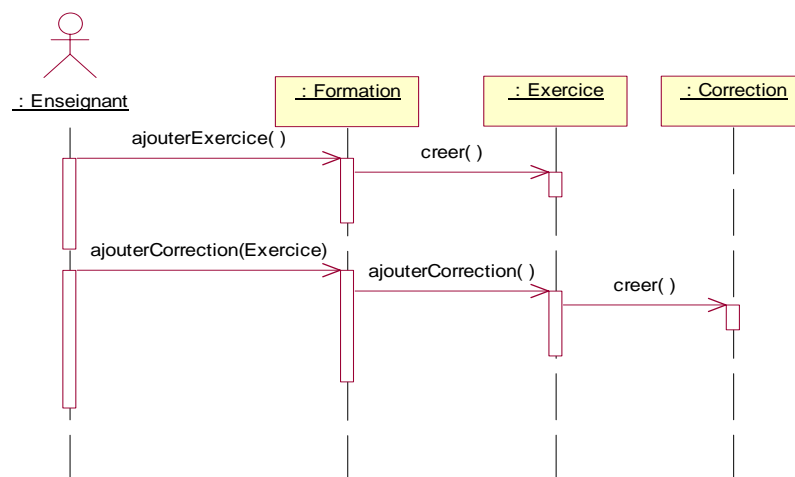 : Enseignant
: Formation
: Exercice
: Correction
ajouterExercice( )
creer( )
ajouterCorrection(Exercice)
ajouterCorrection( )
creer( )